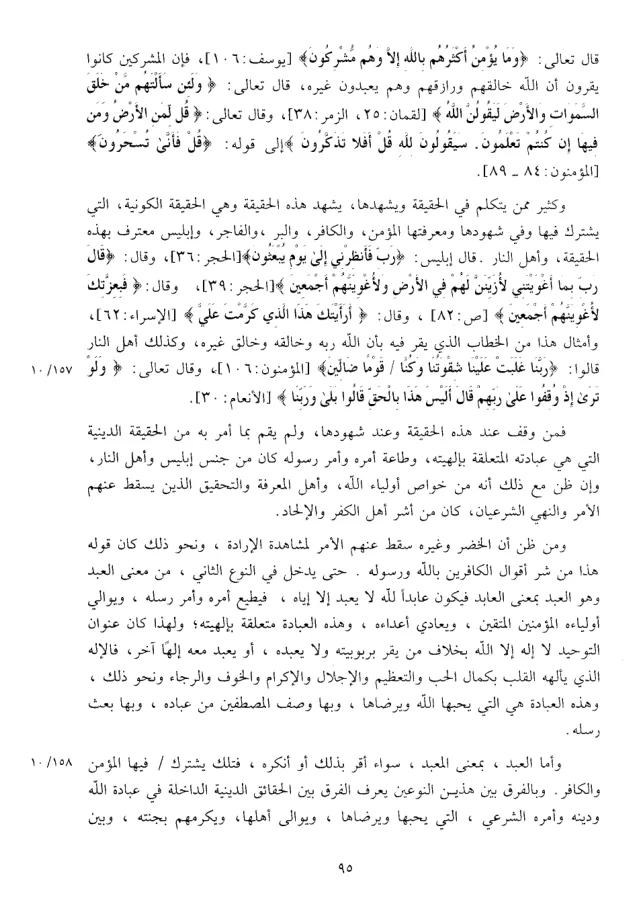 قال تعالى: ﴿وَمَا يُؤْمِنُ أَكْثَرُهُم بِاللَّهِ إِلاَّ وَهُم مُّشْرِكُونَ﴾ [يوسف:١٠٦]، فإن المشركين كانوا
يقرون أن الله خالقهم ورازقهم وهم يعبدون غيره، قال تعالى: ﴿ وَلَئِن سَأَلْتَهُم مَّنْ خَلَقَ
السَّمَوَاتِ وَالأَرْضَ لَيَقُولُنَّ اللَّهُ ﴾ [لقمان:٢٥، الزمر:٣٨]، وقال تعالى:﴿ قُل لِّمَنِ الأَرْضُ وَمَن
فِيهَا إِن كُنتُمْ تَعْلَمُونَ. سَيَقُولُونَ لِلَّهِ قُلْ أَفَلا تَذَكَّرُونَ ﴾إلى قوله: ﴿قُلْ فَأَنَّىٰ تُسْحَرُونَ﴾
[المؤمنون:٨٤ ـ ٨٩].
وكثير ممن يتكلم في الحقيقة ويشهدها، يشهد هذه الحقيقة وهي الحقيقة الكونية، التي
يشترك فيها وفي شهودها ومعرفتها المؤمن، والكافر، والبر ،والفاجر، وإبليس معترف بهذه
الحقيقة، وأهل النار .قال إبليس: ﴿رَبِّ فَأَنظِرْنِي إِلَىٰ يَوْمِ يُبْعَثُونَ﴾[الحجر:٣٦]، وقال: ﴿قَالَ
رَبِّ بِمَا أَغْوَيْتَنِي لأُزَيِّنَنَّ لَهُمْ فِي الأَرْضِ وَلأُغْوِيَنَّهُمْ أَجْمَعِينَ ﴾[الحجر:٣٩]، وقال:﴿ فَبِعِزَّتِكَ
لأُغْوِيَنَّهُمْ أَجْمَعِينَ ﴾ [ص:٨٢] ، وقال: ﴿ أَرَأَيْتَكَ هَذَا الَّذِي كَرَّمْتَ عَلَيَّ ﴾ [الإسراء:٦٢]،
وأمثال هذا من الخطاب الذي يقر فيه بأن الله ربه وخالقه وخالق غيره، وكذلك أهل النار
قالوا: ﴿رَبَّنَا غَلَبَتْ عَلَيْنَا شِقْوَتُنَا وَكُنَّا / قَوْمًا ضَالِّينَ﴾ [المؤمنون:١٠٦]، وقال تعالى: ﴿ وَلَوْ ١٠/١٥٧
تَرَىٰ إِذْ وُقِفُوا عَلَىٰ رَبِّهِمْ قَالَ أَلَيْسَ هَذَا بِالْحَقِّ قَالُوا بَلَىٰ وَرَبِّنَا ﴾ [الأنعام:٣٠].
فمن وقف عند هذه الحقيقة وعند شهودها، ولم يقم بما أمر به من الحقيقة الدينية
التي هي عبادته المتعلقة بإلهيته، وطاعة أمره وأمر رسوله كان من جنس إبليس وأهل النار،
وإن ظن مع ذلك أنه من خواص أولياء الله، وأهل المعرفة والتحقيق الذين يسقط عنهم
الأمر والنهي الشرعيان، كان من أشر أهل الكفر والإلحاد.
ومن ظن أن الخضر وغيره سقط عنهم الأمر لمشاهدة الإرادة ، ونحو ذلك كان قوله
هذا من شر أقوال الكافرين بالله ورسوله . حتى يدخل في النوع الثاني ، من معنى العبد
وهو العبد بمعنى العابد فيكون عابداً لله لا يعبد إلا إياه ، فيطيع أمره وأمر رسله ، ويوالي
أولياءه المؤمنين المتقين ، ويعادي أعداءه ، وهذه العبادة متعلقة بإلهيته؛ ولهذا كان عنوان
التوحيد لا إله إلا الله بخلاف من يقر بربوبيته ولا يعبده ، أو يعبد معه إلهًا آخر، فالإله
الذي يألهه القلب بكمال الحب والتعظيم والإجلال والإكرام والخوف والرجاء ونحو ذلك ،
وهذه العبادة هي التي يحبها الله ويرضاها ، وبها وصف المصطفين من عباده ، وبها بعث
رسله.
وأما العبد ، بمعنى المعبد ، سواء أقر بذلك أو أنكره ، فتلك يشترك / فيها المؤمن ١٠/١٥٨
والكافر. وبالفرق بين هذين النوعين يعرف الفرق بين الحقائق الدينية الداخلة في عبادة الله
ودينه وأمره الشرعي ، التي يحبها ويرضاها ، ويوالى أهلها، ويكرمهم بجنته ، وبين
٩٥